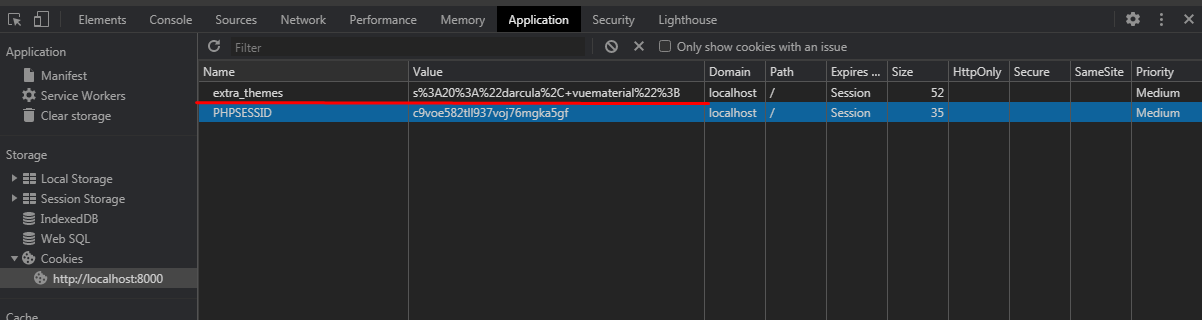 Elements Console Sources Network Performance Memory Application Security Lighthouse
Application
Manifest
Service Workers
Clear storage
Storage
Local Storage
Session Storage
IndexedDB
Web SQL
Cookies
http://localhost:8000
Cache
Filter Only show cookies with an issue
Name Value Domain Path Expires ... Size HttpOnly Secure SameSite Priority
extra_themes s%3A20%3A%22darcula%2C+vuematerial%22%3B localhost / Session 52 Medium
PHPSESSID c9voe582tll937voj76mgka5gf localhost / Session 35 Medium